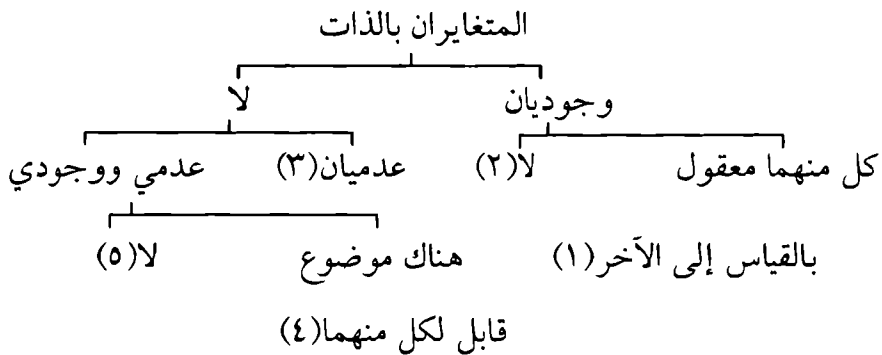 المتغايران بالذات
وجوديان لا
كل منهما معقول لا(٢) عدميان(٣) عدمي ووجودي
بالقياس إلى الآخر(١) هناك موضوع لا(٥)
قابل لكل منهما(٤)